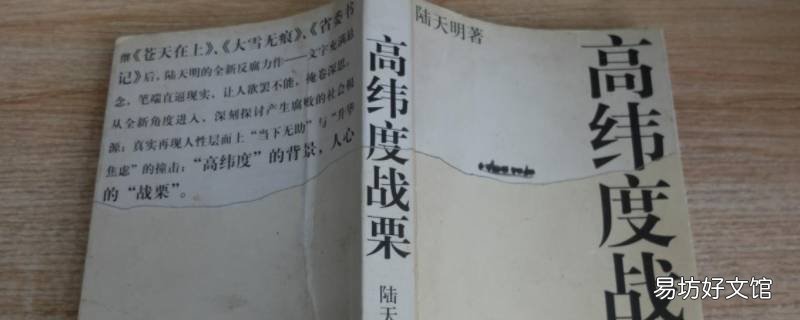 继《苍天在上》、《大雪无痕》、《省委书
记》后，陆天明的全新反腐力作——文字充满悬
念，笔端直逼现实，让人欲罢不能，掩卷深思。
从全新角度进入、深刻探讨产生腐败的社会根
源；真实再现人性层面上“当下无助”与“升华
焦虑”的撞击；“高纬度”的背景，人心
的“战栗”。
高纬度战栗
陆天
陆天明著
高纬度战
易坊好文馆